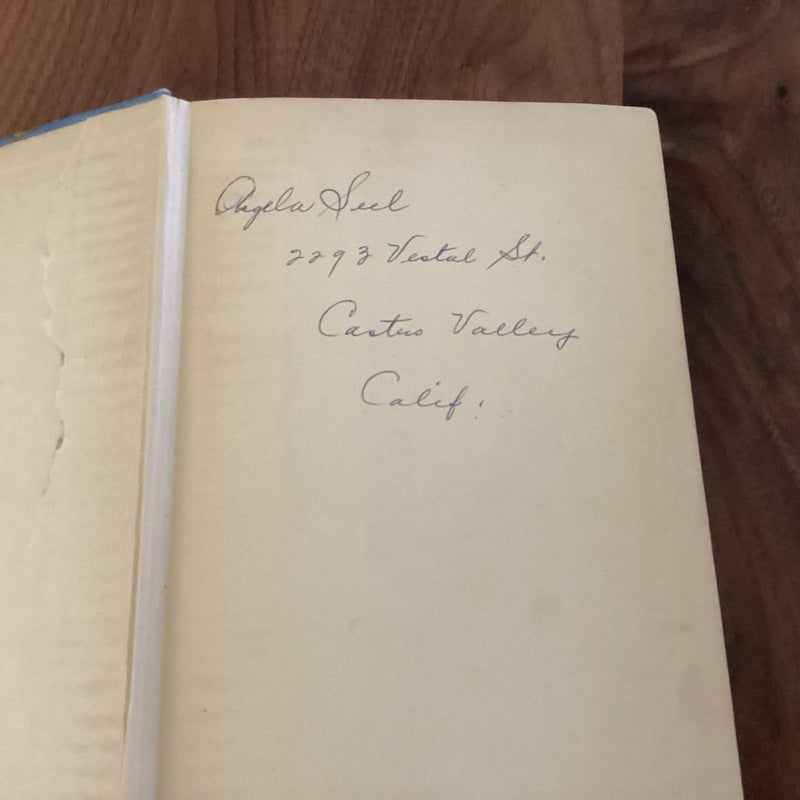 Angela Seel
2293 Vestal St.
Castro Valley
Calif.